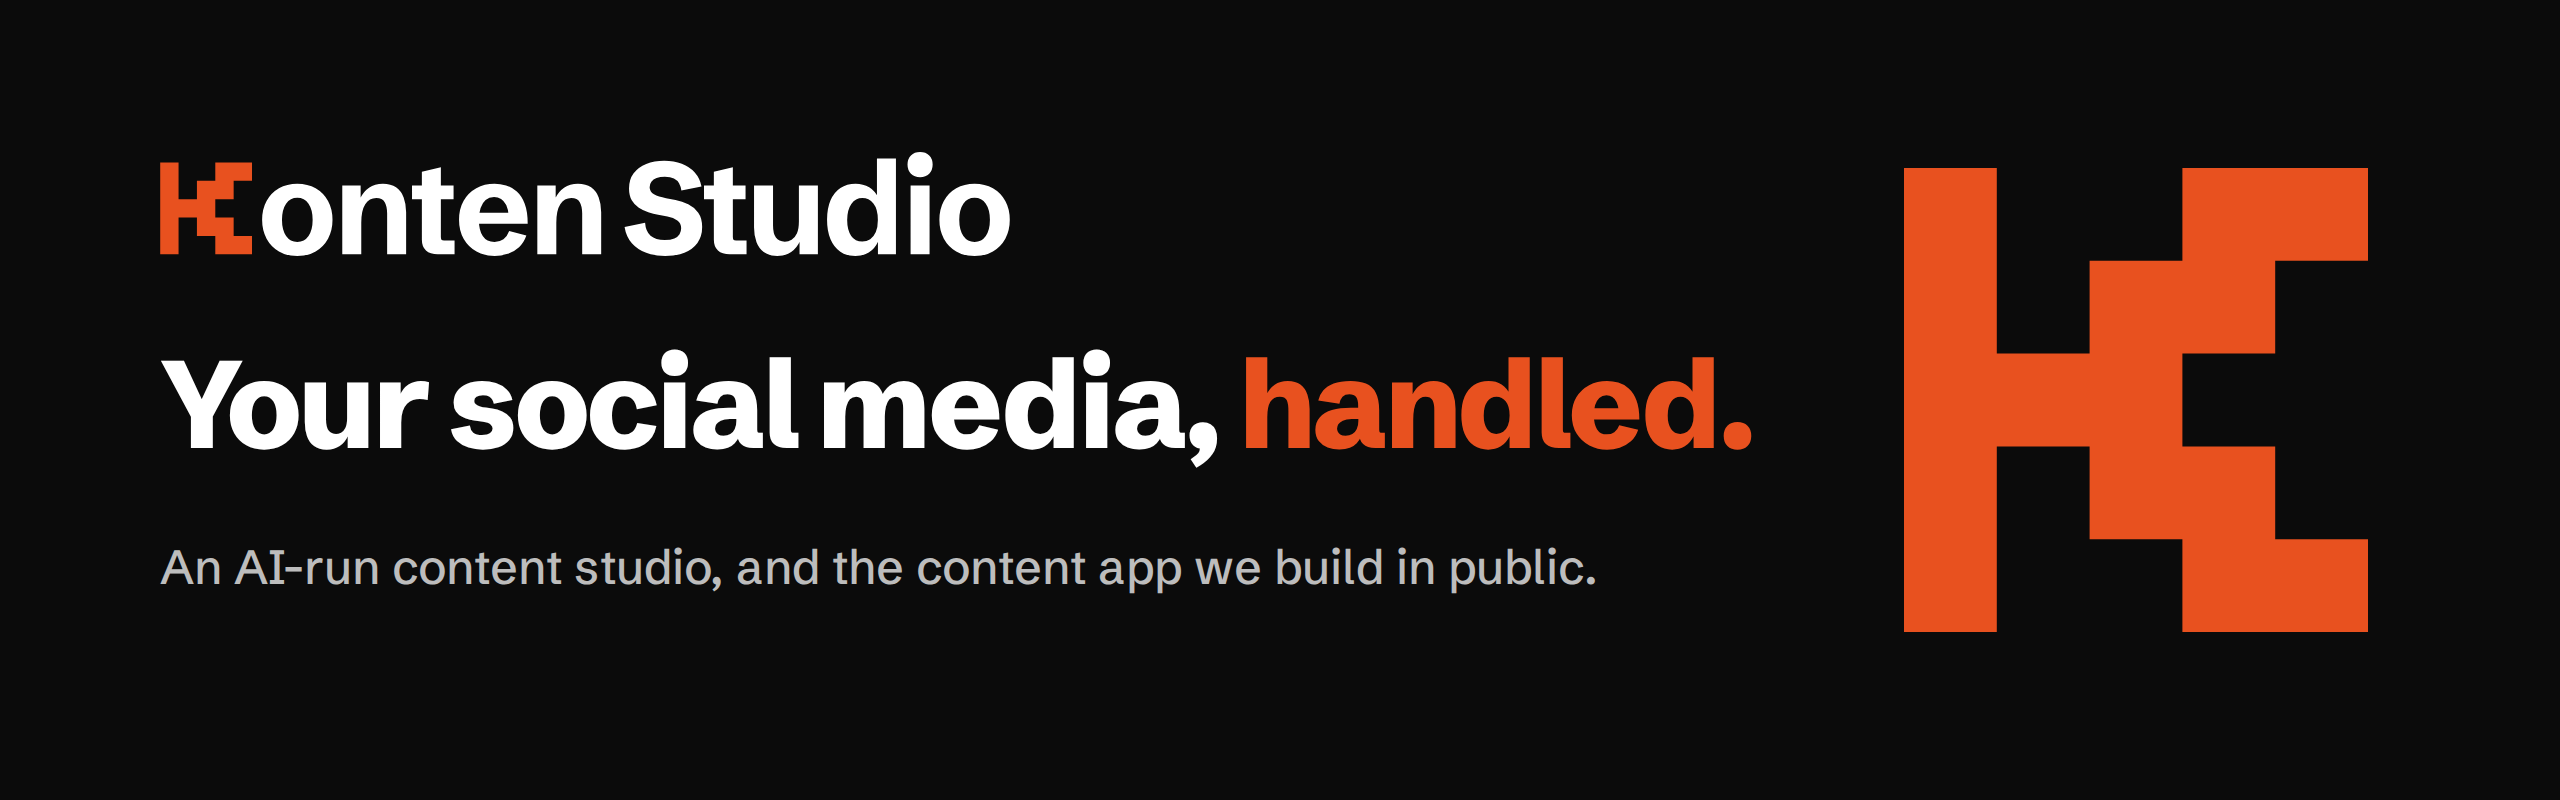 Konten Studio
Your social media, handled.
An AI-run content studio, and the content app we build in public.
K